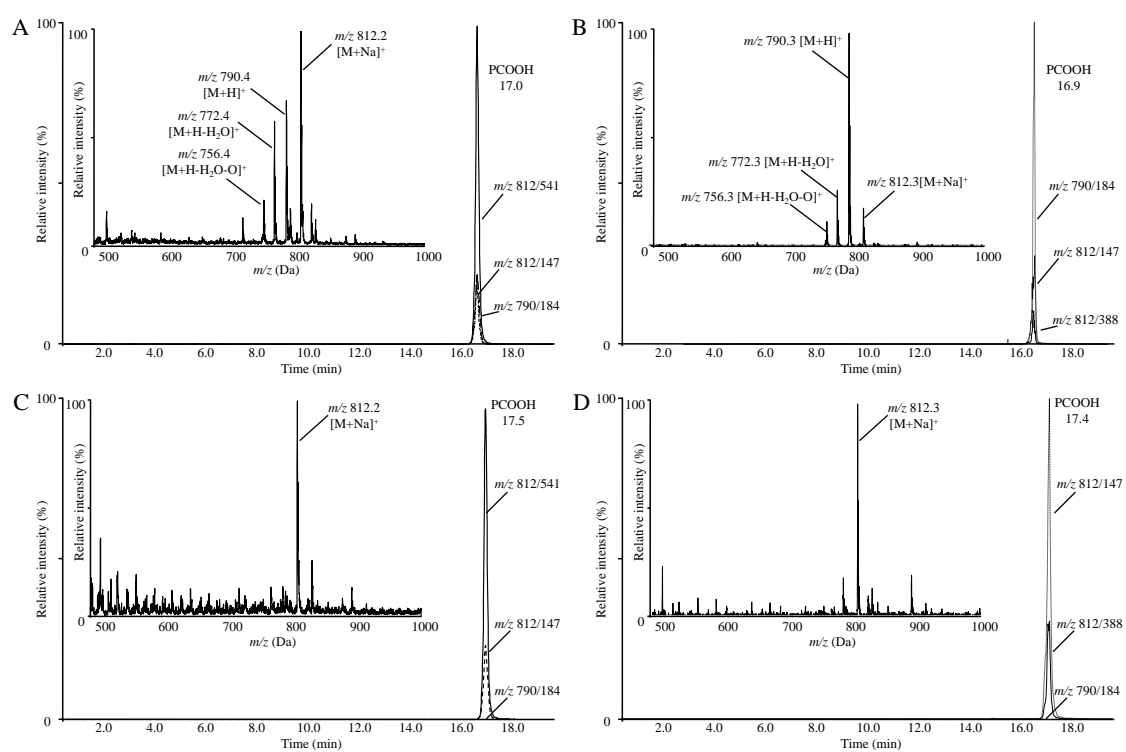 A
100
Relative intensity (%)
0
100
Relative intensity (%)
0
m/z 812.2
[M+Na]⁺
m/z 790.4
[M+H]⁺
m/z 772.4
[M+H-H₂O]⁺
m/z 756.4
[M+H-H₂O-O]⁺
500 600 700 800 900 1000
m/z (Da)
PCOOH
17.0
m/z 812/541
m/z 812/147
m/z 790/184
2.0 4.0 6.0 8.0 10.0 12.0 14.0 16.0 18.0
Time (min)
B
100
Relative intensity (%)
0
100
Relative intensity (%)
0
m/z 790.3 [M+H]⁺
m/z 772.3 [M+H-H₂O]⁺
m/z 812.3[M+Na]⁺
m/z 756.3 [M+H-H₂O-O]⁺
500 600 700 800 900 1000
m/z (Da)
PCOOH
16.9
m/z 790/184
m/z 812/147
m/z 812/388
2.0 4.0 6.0 8.0 10.0 12.0 14.0 16.0 18.0
Time (min)
C
100
Relative intensity (%)
0
100
Relative intensity (%)
0
m/z 812.2
[M+Na]⁺
500 600 700 800 900 1000
m/z (Da)
PCOOH
17.5
m/z 812/541
m/z 812/147
m/z 790/184
2.0 4.0 6.0 8.0 10.0 12.0 14.0 16.0 18.0
Time (min)
D
100
Relative intensity (%)
0
100
Relative intensity (%)
0
m/z 812.3
[M+Na]⁺
500 600 700 800 900 1000
m/z (Da)
PCOOH
17.4
m/z 812/147
m/z 812/388
m/z 790/184
2.0 4.0 6.0 8.0 10.0 12.0 14.0 16.0 18.0
Time (min)